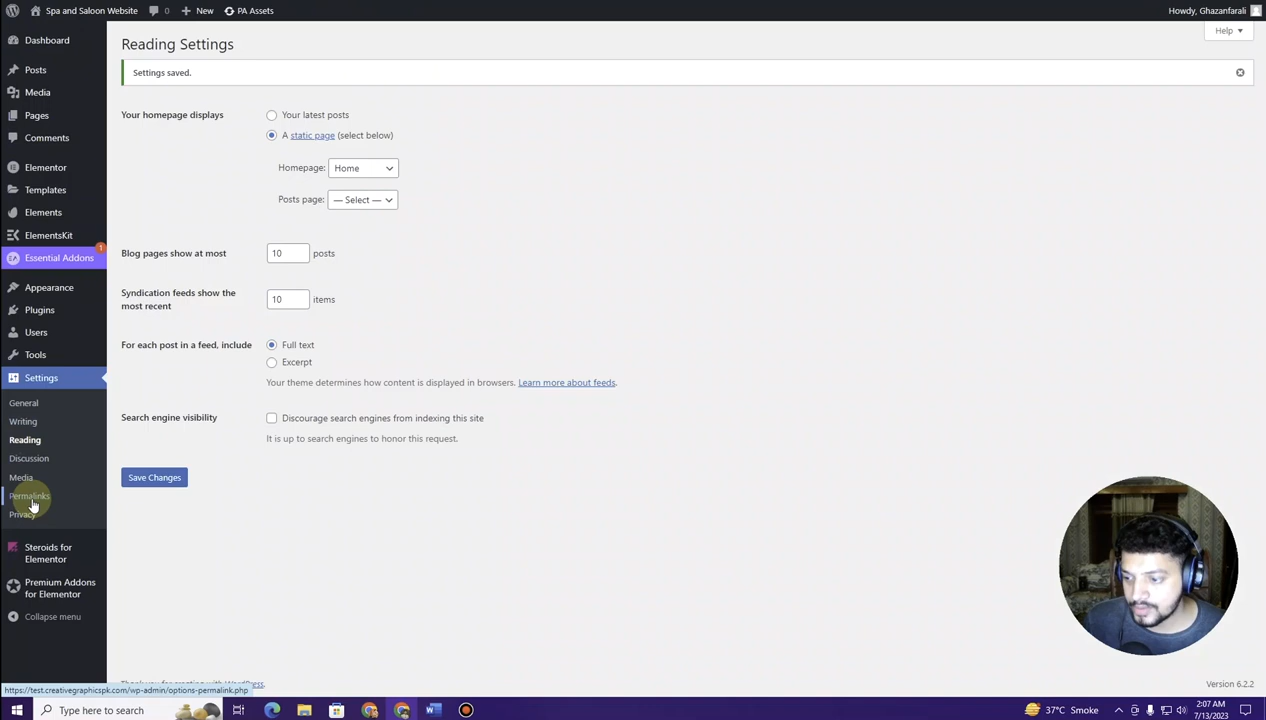 Spa and Saloon Website 0 New PA Assets Howdy, Ghazanfarali
Help
Dashboard
Posts
Media
Pages
Comments
Elementor
Templates
Elements
ElementsKit
1
Essential Addons
Appearance
Plugins
Users
Tools
Settings
General
Writing
Reading
Discussion
Media
Permalinks
Privacy
Steroids for
Elementor
Premium Addons
for Elementor
Collapse menu
Reading Settings
Settings saved.
Your homepage displays
Your latest posts
A static page (select below)
Homepage: Home
Posts page: — Select —
Blog pages show at most 10 posts
Syndication feeds show the
most recent
10 items
For each post in a feed, include
Full text
Excerpt
Your theme determines how content is displayed in browsers. Learn more about feeds.
Search engine visibility
Discourage search engines from indexing this site
It is up to search engines to honor this request.
Save Changes
Thank you for creating with WordPress.
Version 6.2.2
https://test.creativegraphicspk.com/wp-admin/options-permalink.php
Type here to search
37°C Smoke
2:07 AM
7/13/2023